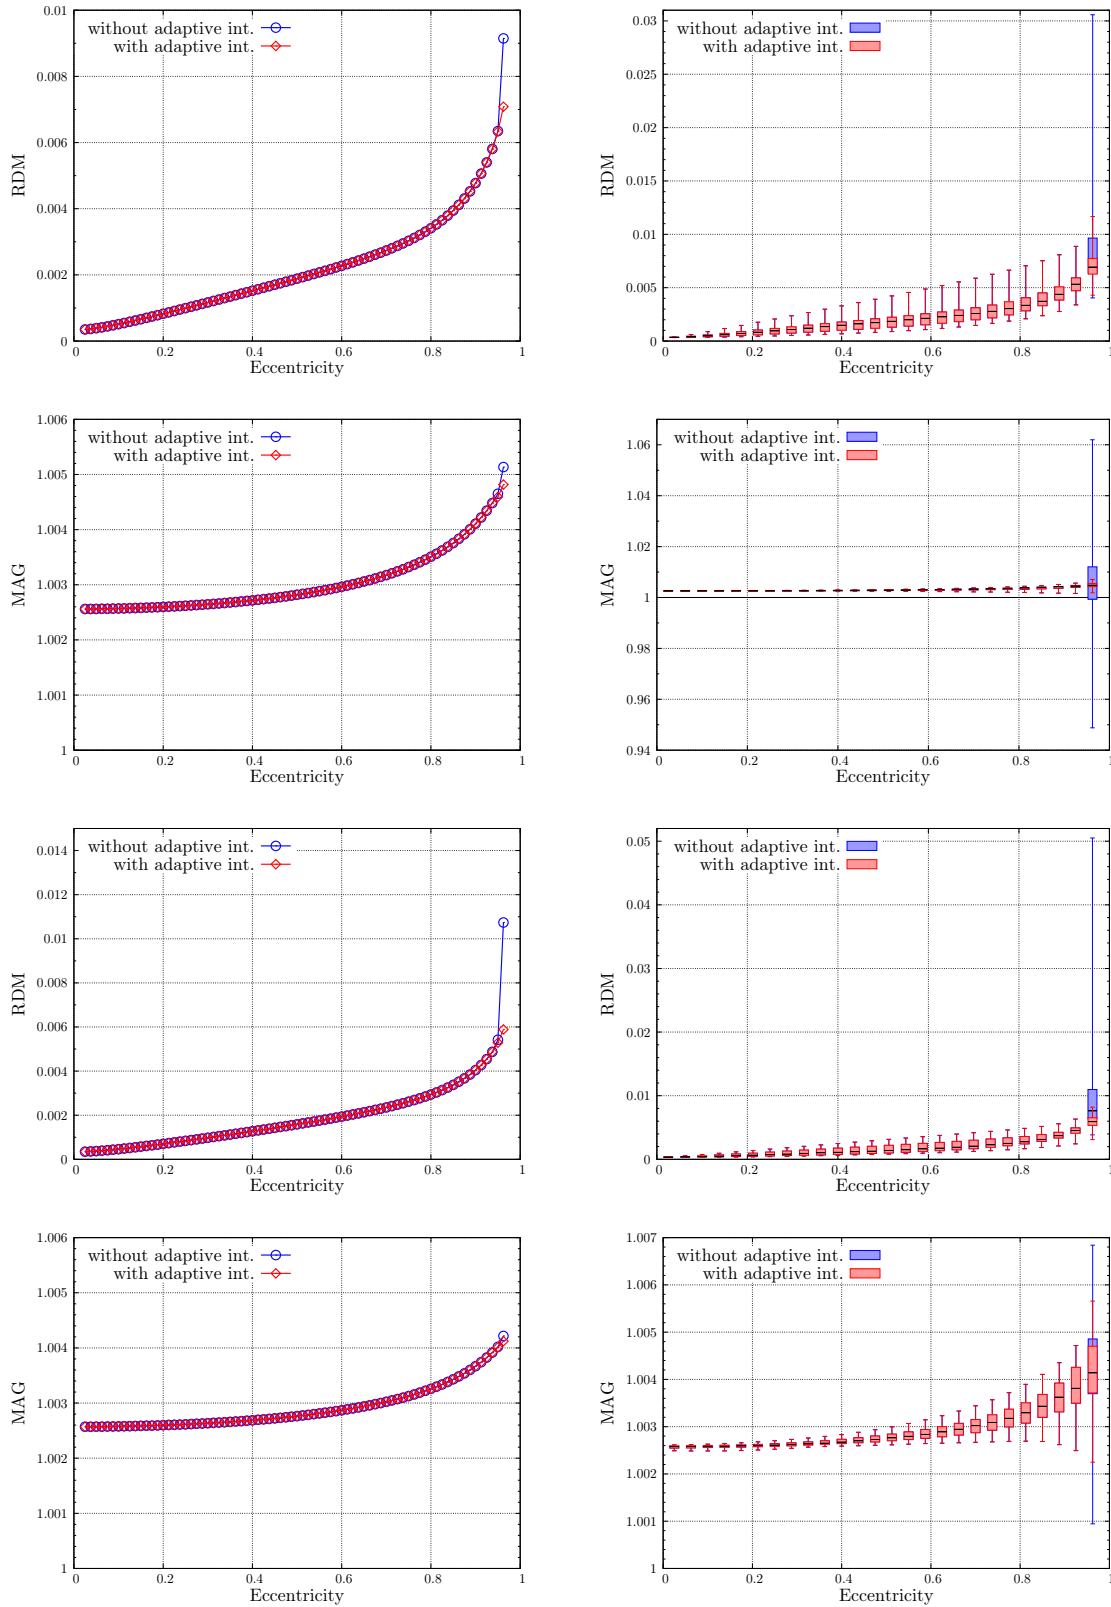 0.01
0.008
0.006
0.004
0.002
0
RDM
without adaptive int.
with adaptive int.
0 0.2 0.4 0.6 0.8 1
Eccentricity
0.03
0.025
0.02
0.015
0.01
0.005
0
RDM
without adaptive int.
with adaptive int.
0 0.2 0.4 0.6 0.8 1
Eccentricity
1.006
1.005
1.004
1.003
1.002
1.001
1
MAG
without adaptive int.
with adaptive int.
0 0.2 0.4 0.6 0.8 1
Eccentricity
1.06
1.04
1.02
1
0.98
0.96
0.94
MAG
without adaptive int.
with adaptive int.
0 0.2 0.4 0.6 0.8 1
Eccentricity
0.014
0.012
0.01
0.008
0.006
0.004
0.002
0
RDM
without adaptive int.
with adaptive int.
0 0.2 0.4 0.6 0.8 1
Eccentricity
0.05
0.04
0.03
0.02
0.01
0
RDM
without adaptive int.
with adaptive int.
0 0.2 0.4 0.6 0.8 1
Eccentricity
1.006
1.005
1.004
1.003
1.002
1.001
1
MAG
without adaptive int.
with adaptive int.
0 0.2 0.4 0.6 0.8 1
Eccentricity
1.007
1.006
1.005
1.004
1.003
1.002
1.001
1
MAG
without adaptive int.
with adaptive int.
0 0.2 0.4 0.6 0.8 1
Eccentricity